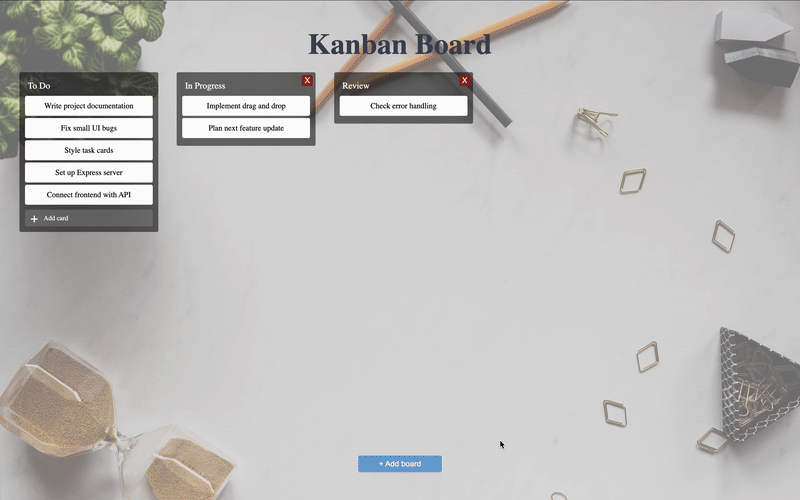 Kanban Board
To Do
Write project documentation
Fix small UI bugs
Style task cards
Set up Express server
Connect frontend with API
+ Add card
In Progress
X
Implement drag and drop
Plan next feature update
Review
X
Check error handling
+ Add board